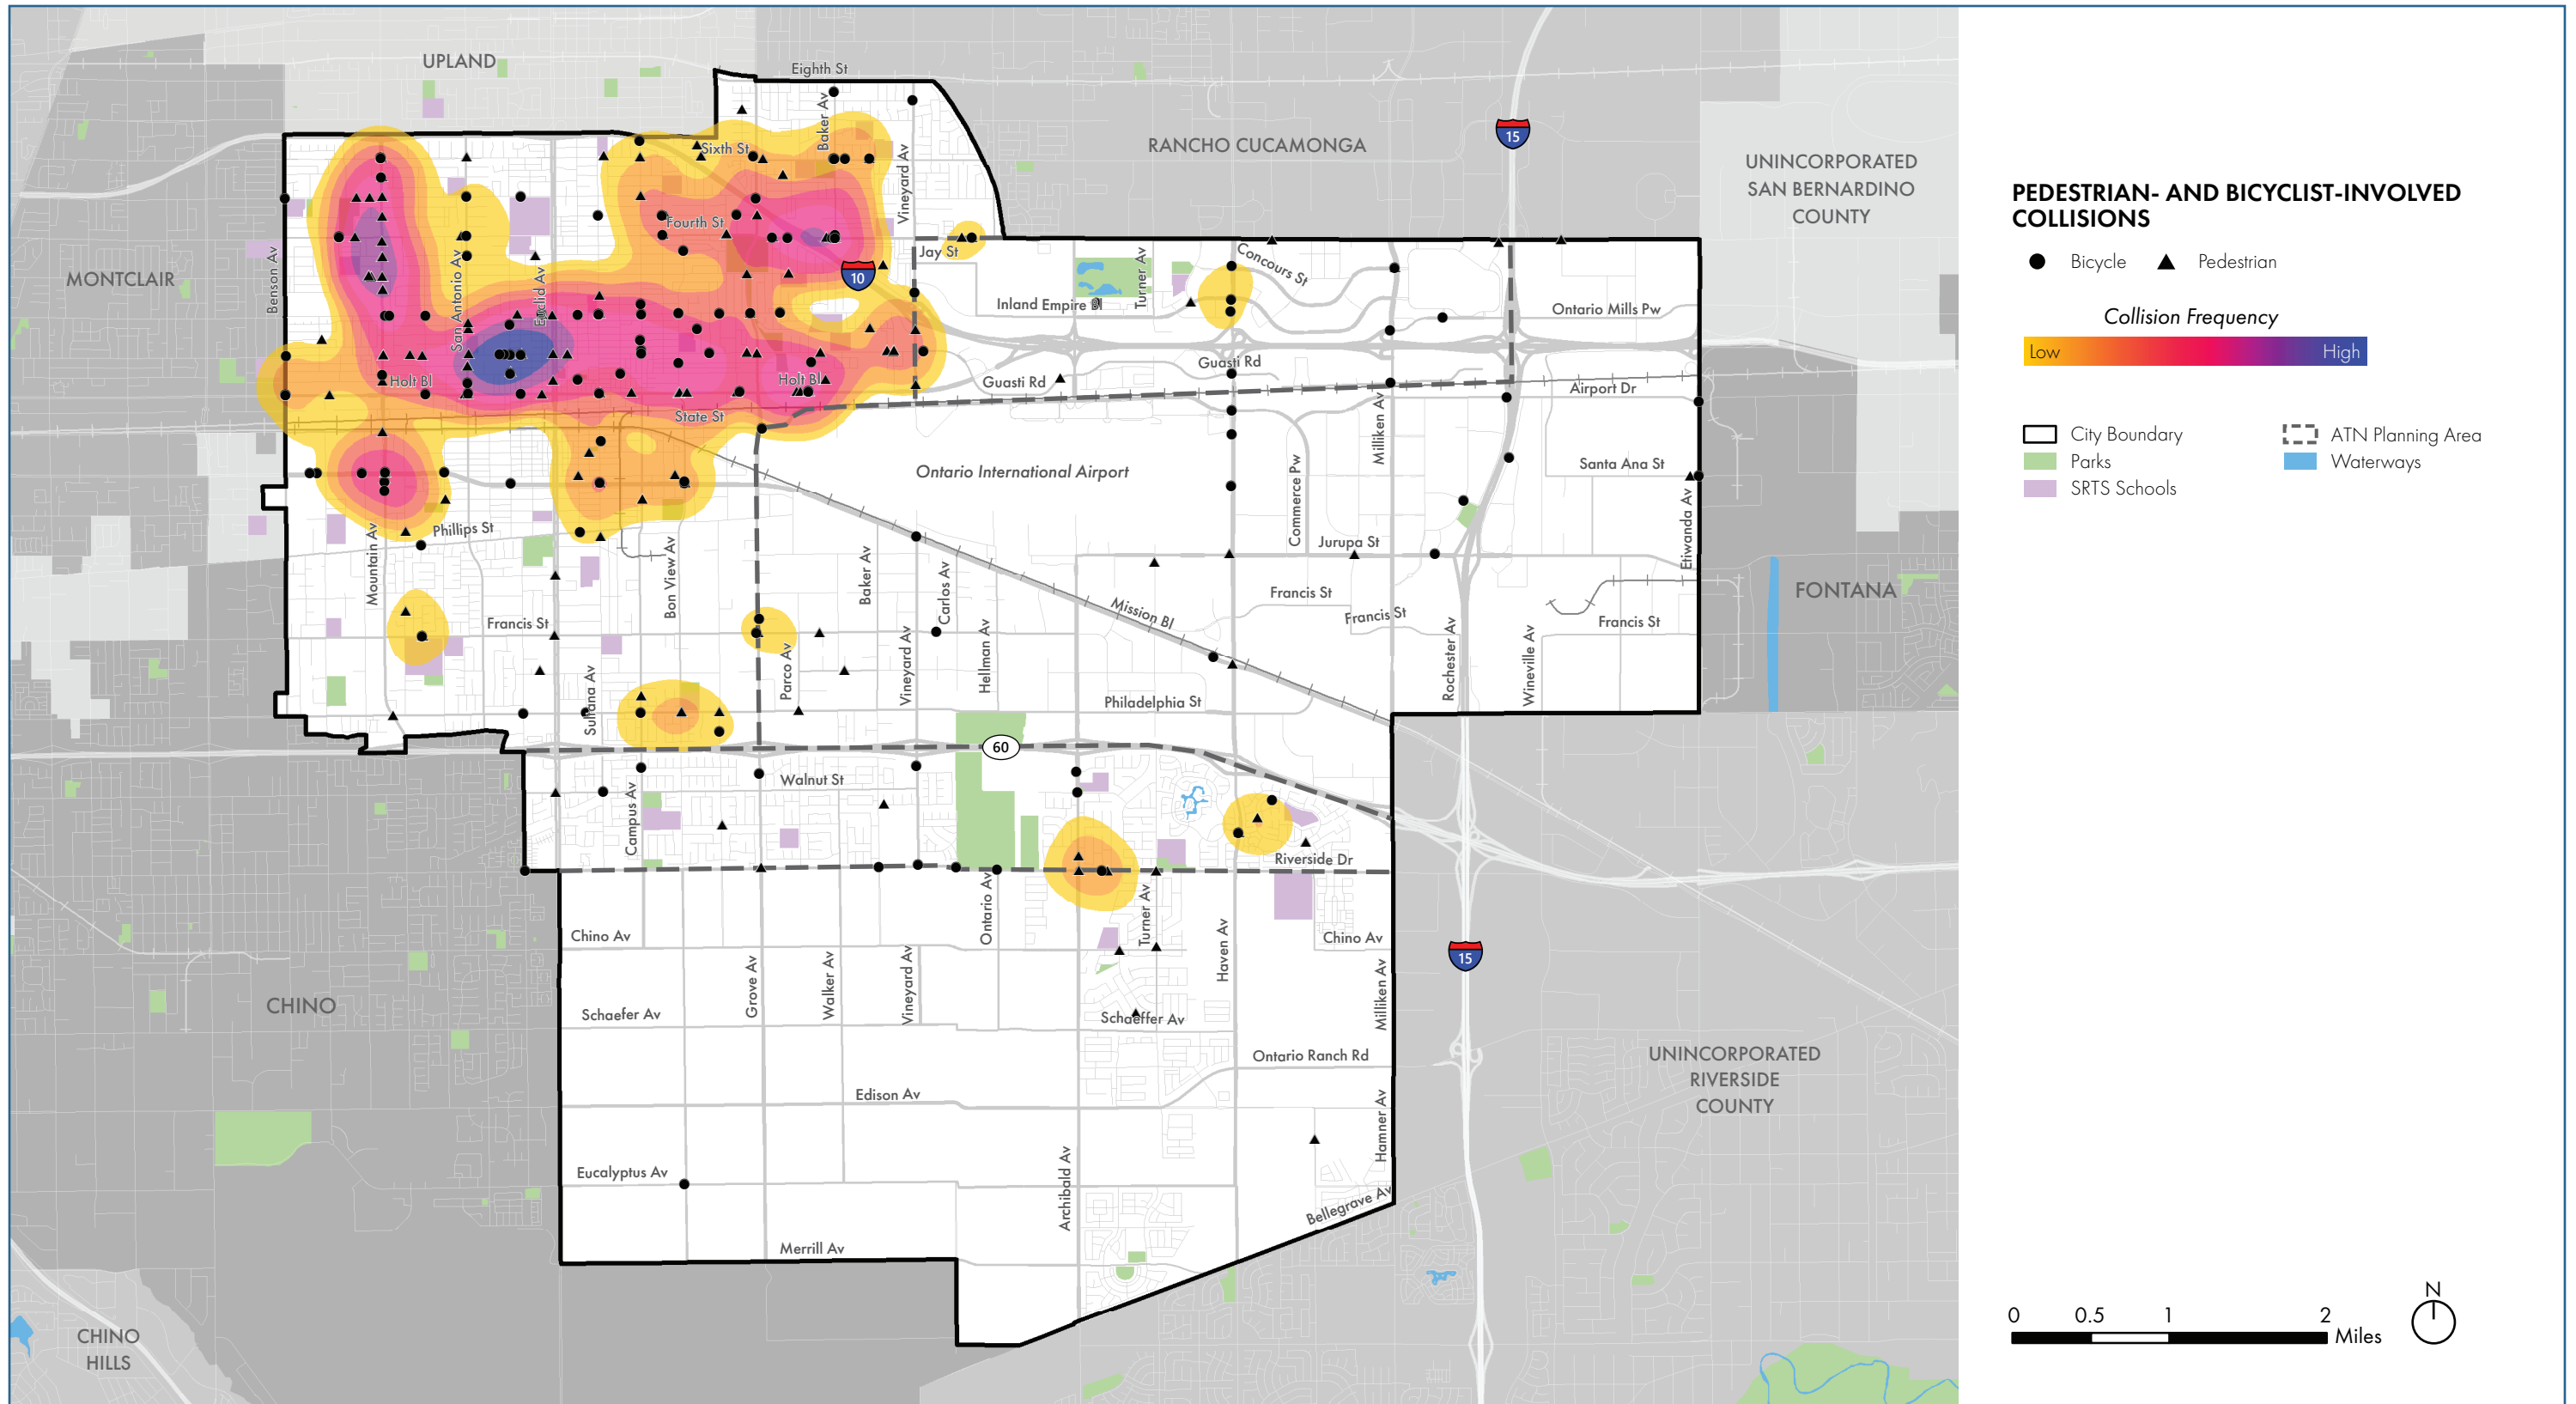 UPLAND
Eighth St
Baker Av
RANCHO CUCAMONGA
15
UNINCORPORATED
SAN BERNARDINO
COUNTY
Sixth St
Vineyard Av
MONTCLAIR
Benson Av
San Antonio Av
Euclid Av
Fourth St
10
Jay St
Turner Av
Concours St
Inland Empire Bl
Ontario Mills Pw
Holt Bl
Holt Bl
Guasti Rd
Guasti Rd
Airport Dr
State St
Milliken Av
Ontario International Airport
Commerce Pw
Santa Ana St
Etiwanda Av
Mountain Av
Phillips St
Bon View Av
Baker Av
Carlos Av
Jurupa St
FONTANA
Francis St
Mission Bl
Francis St
Francis St
Francis St
Sultana Av
Parco Av
Vineyard Av
Hellman Av
Rochester Av
Wineville Av
Philadelphia St
60
Walnut St
Campus Av
Riverside Dr
Chino Av
Ontario Av
Turner Av
Haven Av
Chino Av
15
CHINO
Grove Av
Walker Av
Vineyard Av
Milliken Av
Schaefer Av
Schaeffer Av
Ontario Ranch Rd
UNINCORPORATED
RIVERSIDE
COUNTY
Edison Av
Hamner Av
Eucalyptus Av
Archibald Av
Bellegrave Av
Merrill Av
CHINO
HILLS
PEDESTRIAN- AND BICYCLIST-INVOLVED
COLLISIONS
Bicycle
Pedestrian
Collision Frequency
Low
High
City Boundary
ATN Planning Area
Parks
Waterways
SRTS Schools
N
0 0.5 1 2
Miles